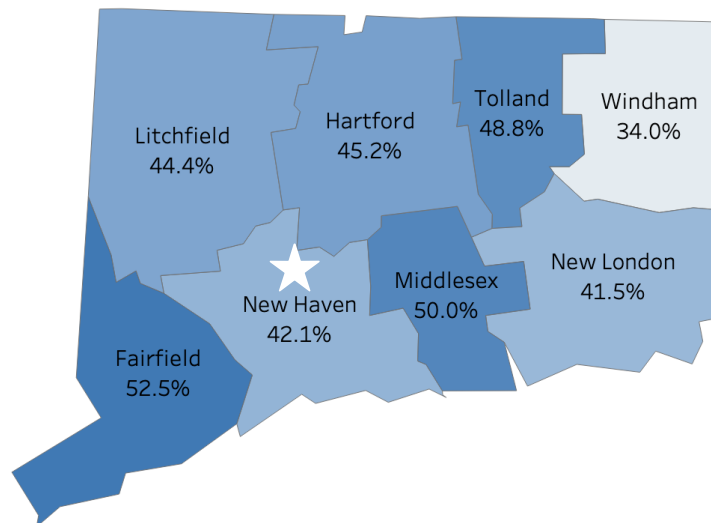 Tolland
48.8%
Windham
34.0%
Hartford
45.2%
Litchfield
44.4%
New London
41.5%
Middlesex
50.0%
New Haven
42.1%
Fairfield
52.5%